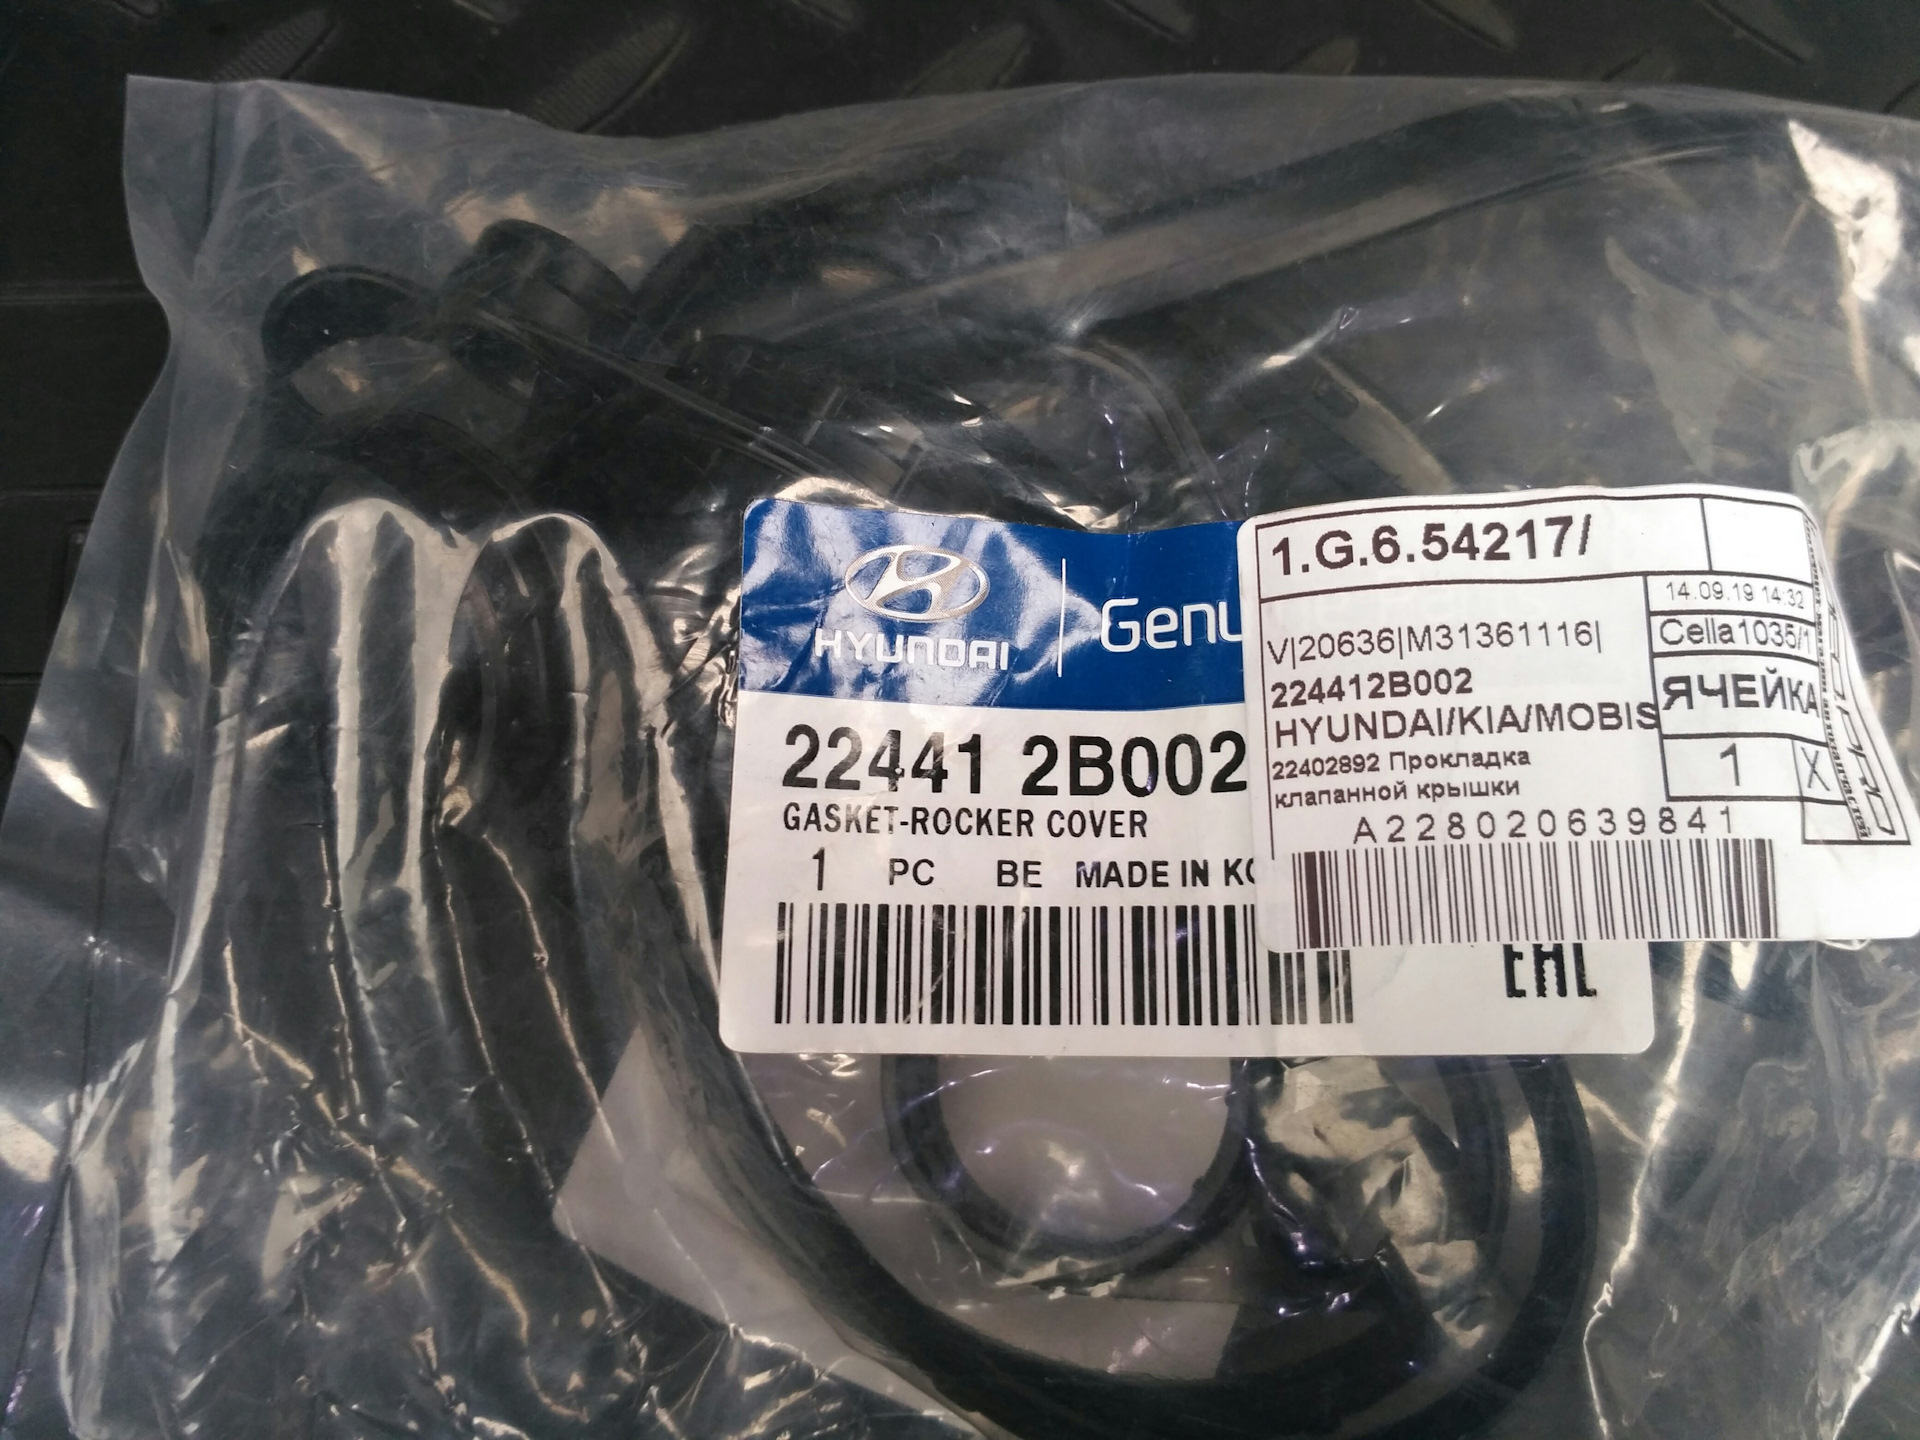 HYUNDAI
Genu
22441 2B002
GASKET-ROCKER COVER
1 PC BE MADE IN KO
EAC
1.G.6.54217/
14.09.19 14:32
V|20636|M31361116|
Cella1035/1
224412B002
ЯЧЕЙКА
HYUNDAI/KIA/MOBIS
22402892 Прокладка
1 X
клапанной крышки
A228020639841